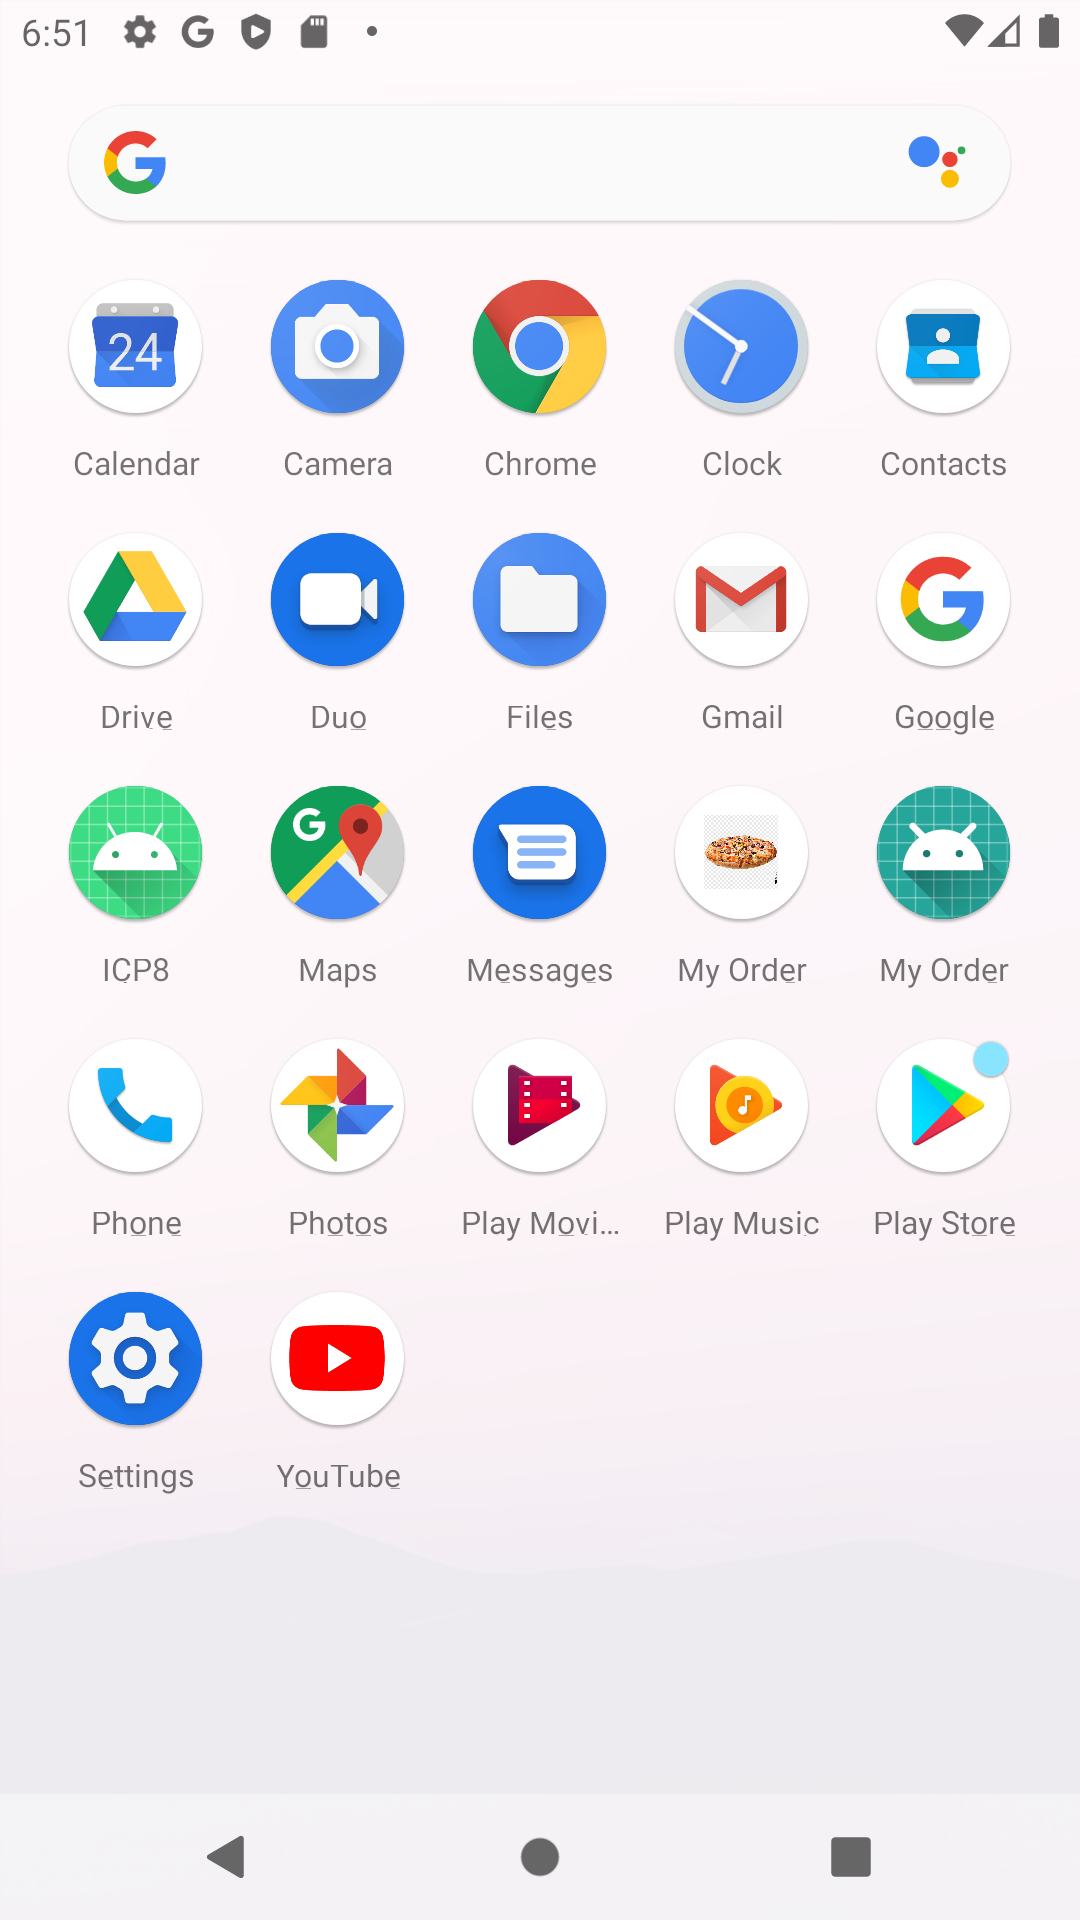 6:51
24
Calendar Camera Chrome Clock Contacts
Drive Duo Files Gmail Google
ICP8 Maps Messages My Order My Order
Phone Photos Play Movi... Play Music Play Store
Settings YouTube